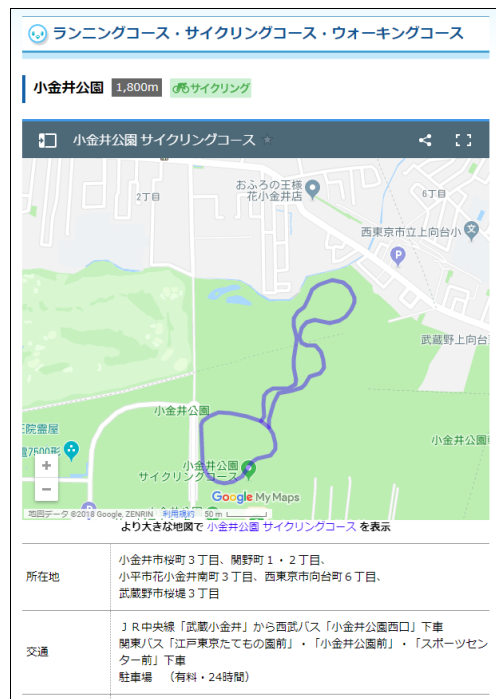 ランニングコース・サイクリングコース・ウォーキングコース
小金井公園 1,800m サイクリング
小金井公園 サイクリングコース
おふろの王様
花小金井店
2丁目
6丁目
西東京市立上向台小
P
武蔵野上向台
小金井公園
小金井公園
サイクリングコース
小金井公園
Google My Maps
地図データ ©2018 Google, ZENRIN 利用規約 50 m
より大きな地図で 小金井公園 サイクリングコース を表示
所在地
小金井市桜町3丁目、関野町1・2丁目、
小平市花小金井南町3丁目、西東京市向台町6丁目、
武蔵野市桜堤3丁目
交通
JR中央線「武蔵小金井」から西武バス「小金井公園西口」下車
関東バス「江戸東京たてもの園前」・「小金井公園前」・「スポーツセン
ター前」下車
駐車場 (有料・24時間)